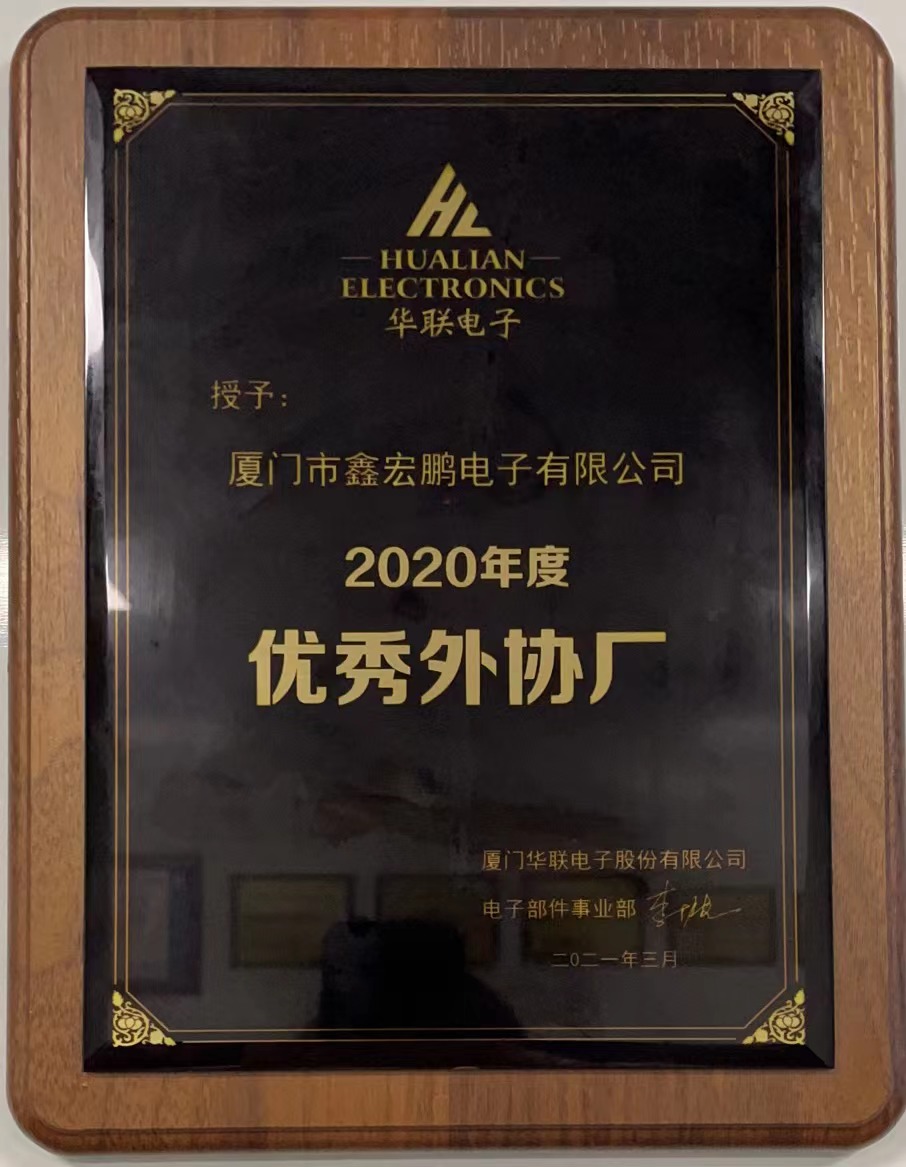 HL
HUALIAN
ELECTRONICS
华联电子
授予：
厦门市鑫宏鹏电子有限公司
2020年度
优秀外协厂
厦门华联电子股份有限公司
电子部件事业部
二〇二一年三月